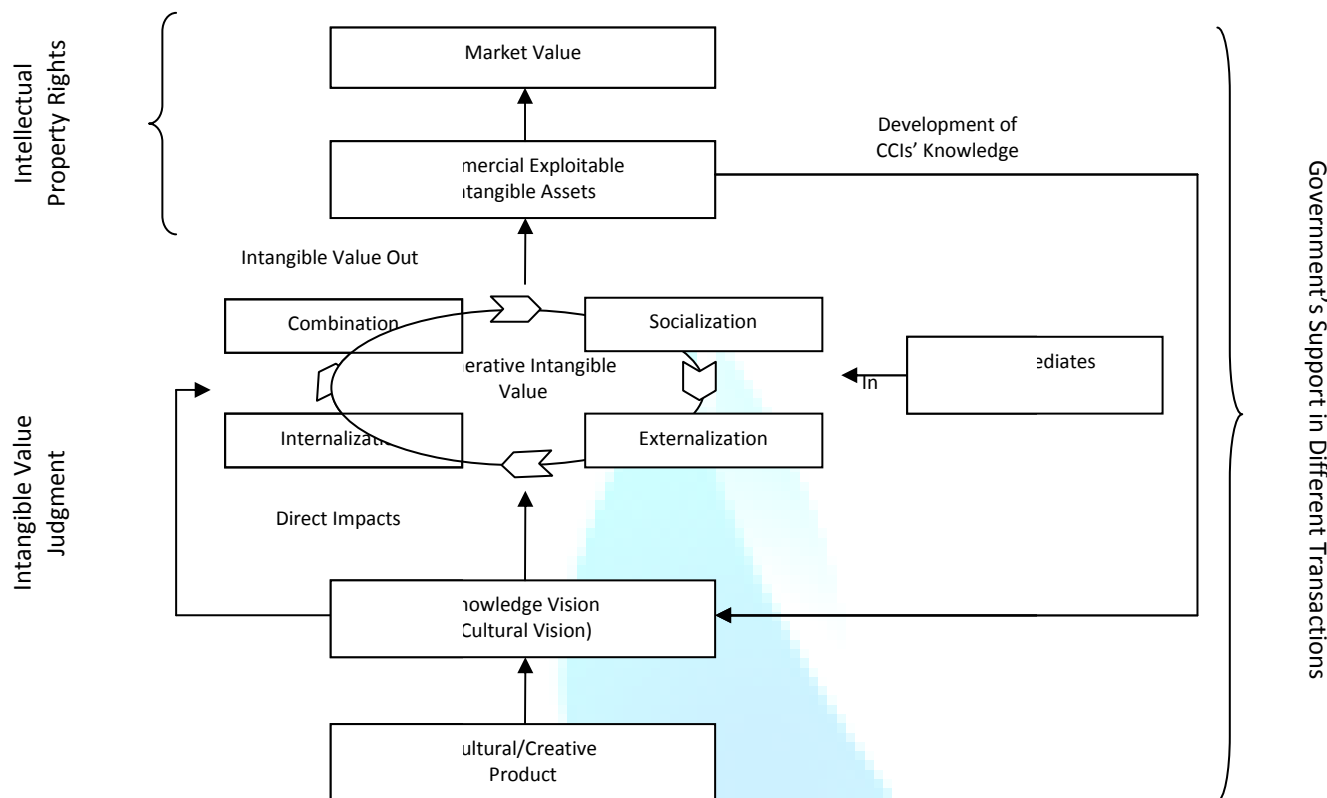 Intellectual
Property Rights
Market Value
mercial Exploitable
ntangible Assets
Development of
CCIs’ Knowledge
Intangible Value Out
Combination
Socialization
erative Intangible
Value
In
ediates
Internalizatio
Externalization
Intangible Value
Judgment
Direct Impacts
nowledge Vision
Cultural Vision)
ultural/Creative
Product
Government’s Support in Different Transactions